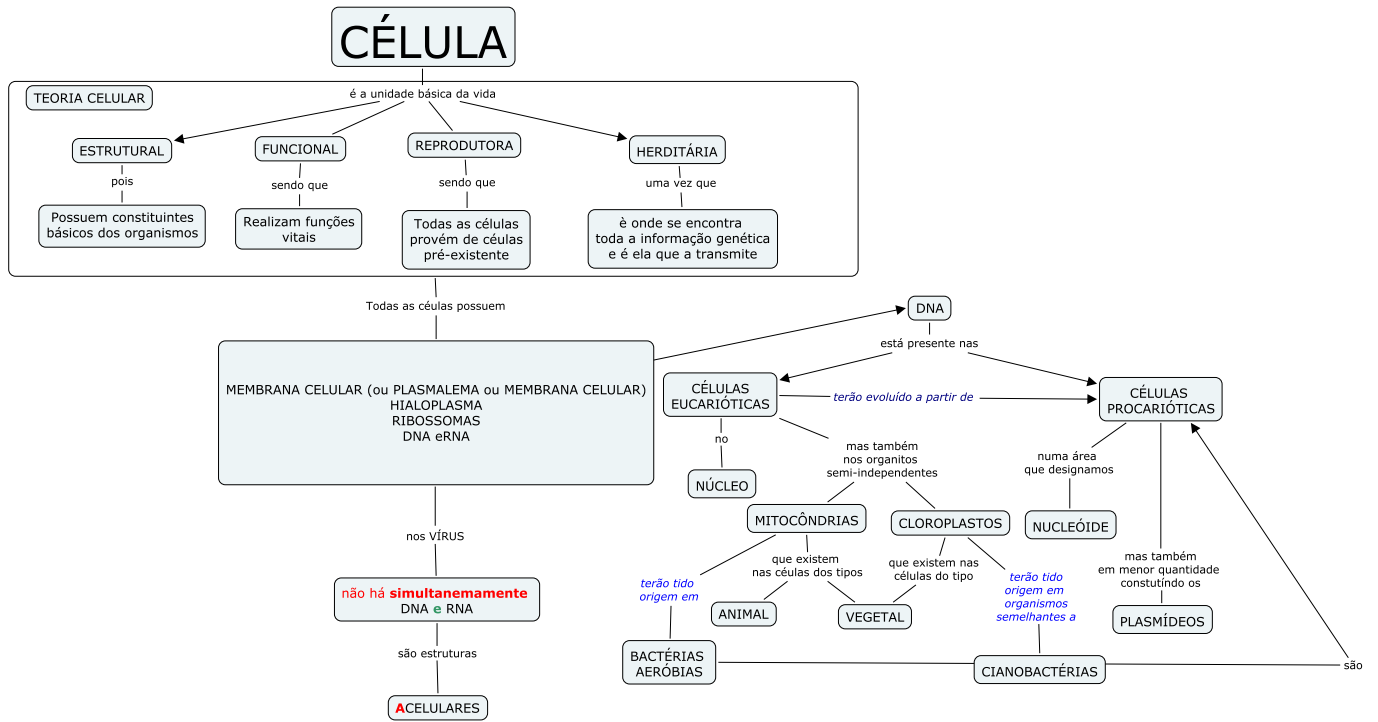 CÉLULA
TEORIA CELULAR
é a unidade básica da vida
ESTRUTURAL
FUNCIONAL
REPRODUTORA
HERDITÁRIA
pois
sendo que
sendo que
uma vez que
Possuem constituintes
básicos dos organismos
Realizam funções
vitais
Todas as células
provém de céulas
pré-existente
è onde se encontra
toda a informação genética
e é ela que a transmite
Todas as céulas possuem
MEMBRANA CELULAR (ou PLASMALEMA ou MEMBRANA CELULAR)
HIALOPLASMA
RIBOSSOMAS
DNA eRNA
nos VÍRUS
não há simultanemamente
DNA e RNA
são estruturas
ACELULARES
DNA
está presente nas
CÉLULAS
EUCARIÓTICAS
terão evoluído a partir de
CÉLULAS
PROCARIÓTICAS
no
NÚCLEO
mas também
nos organitos
semi-independentes
MITOCÔNDRIAS
CLOROPLASTOS
que existem
nas céulas dos tipos
que existem nas
células do tipo
ANIMAL
VEGETAL
terão tido
origem em
terão tido
origem em
organismos
semelhantes a
BACTÉRIAS
AERÓBIAS
CIANOBACTÉRIAS
são
numa área
que designamos
NUCLEÓIDE
mas também
em menor quantidade
constutíndo os
PLASMÍDEOS